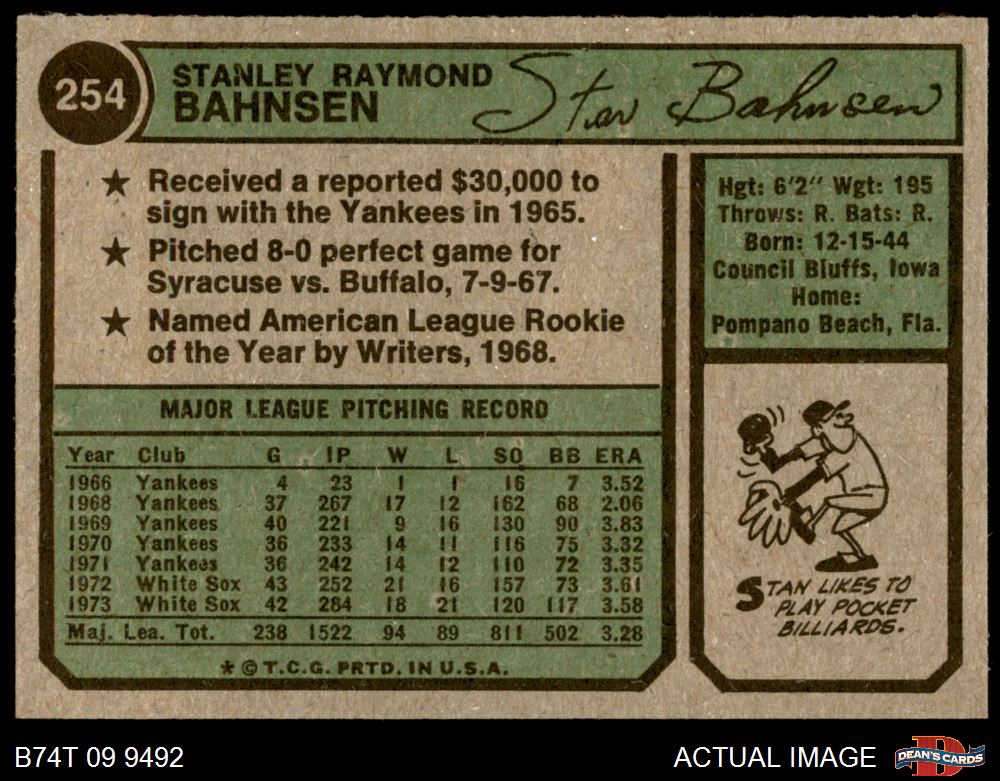 254
STANLEY RAYMOND
BAHNSEN
Stan Bahnsen
★ Received a reported $30,000 to
sign with the Yankees in 1965.
★ Pitched 8-0 perfect game for
Syracuse vs. Buffalo, 7-9-67.
★ Named American League Rookie
of the Year by Writers, 1968.
Hgt: 6'2" Wgt: 195
Throws: R. Bats: R.
Born: 12-15-44
Council Bluffs, Iowa
Home:
Pompano Beach, Fla.
MAJOR LEAGUE PITCHING RECORD
Year Club G IP W L SO BB ERA
1966 Yankees 4 23 1 1 16 7 3.52
1968 Yankees 37 267 17 12 162 68 2.06
1969 Yankees 40 221 9 16 130 90 3.83
1970 Yankees 36 233 14 11 116 75 3.32
1971 Yankees 36 242 14 12 110 72 3.35
1972 White Sox 43 252 21 16 157 73 3.61
1973 White Sox 42 284 18 21 120 117 3.58
Maj. Lea. Tot. 238 1522 94 89 811 502 3.28
* © T.C.G. PRTD. IN U.S.A.
STAN LIKES TO
PLAY POCKET
BILLIARDS.
B74T 09 9492
ACTUAL IMAGE
D
DEAN'S CARDS